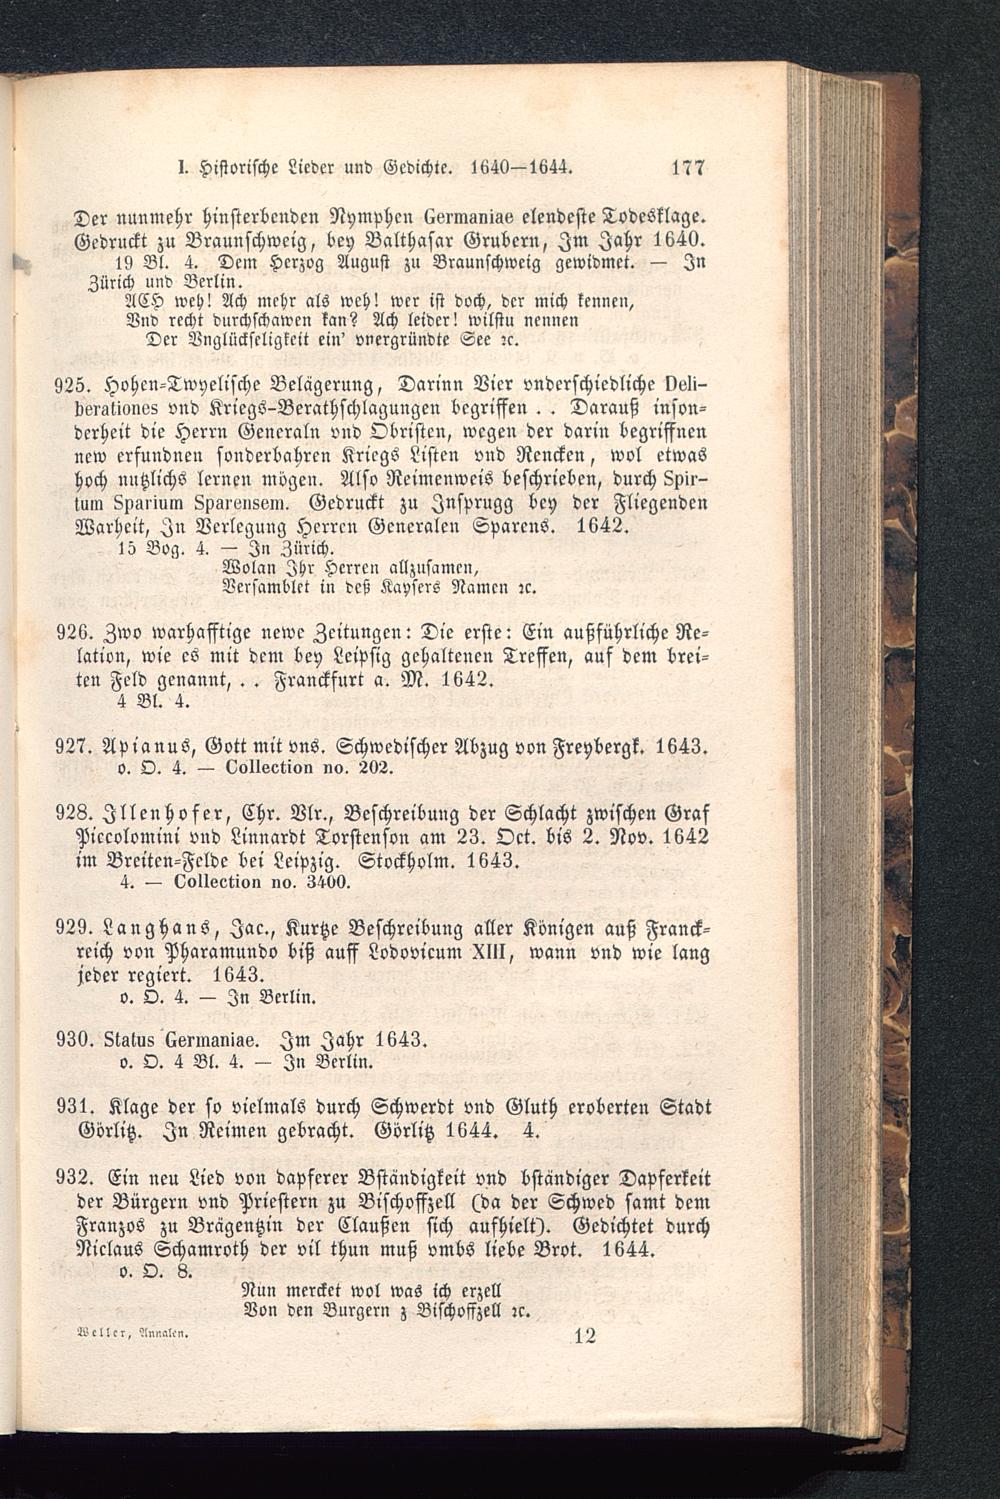 I. Historische Lieder und Gedichte. 1640—1644. 177
Der nunmehr hinsterbenden Nymphen Germaniae elendeste Todesklage.
Gedruckt zu Braunschweig, bey Balthasar Grubern, Im Jahr 1640.
19 Bl. 4. Dem Herzog August zu Braunschweig gewidmet. — In
Zürich und Berlin.
ACH weh! Ach mehr als weh! wer ist doch, der mich kennen,
Vnd recht durchschawen kan? Ach leider! wilstu nennen
Der Vnglückseligkeit ein' vnergründte See ꝛc.
925. Hohen-Twyelische Belägerung, Darinn Vier vnderschiedliche Deli-
berationes vnd Kriegs-Berathschlagungen begriffen . . Darauß inson-
derheit die Herrn Generaln vnd Obristen, wegen der darin begriffnen
new erfundnen sonderbahren Kriegs Listen vnd Rencken, wol etwas
hoch nutzlichs lernen mögen. Also Reimenweis beschrieben, durch Spir-
tum Sparium Sparensem. Gedruckt zu Insprugg bey der Fliegenden
Warheit, In Verlegung Herren Generalen Sparens. 1642.
15 Bog. 4. — In Zürich.
Wolan Ihr Herren allzusamen,
Versamblet in deß Kaysers Namen ꝛc.
926. Zwo warhafftige newe Zeitungen: Die erste: Ein außführliche Re-
lation, wie es mit dem bey Leipsig gehaltenen Treffen, auf dem brei-
ten Feld genannt, . . Franckfurt a. M. 1642.
4 Bl. 4.
927. Apianus, Gott mit vns. Schwedischer Abzug von Freybergk. 1643.
o. O. 4. — Collection no. 202.
928. Illenhofer, Chr. Vlr., Beschreibung der Schlacht zwischen Graf
Piccolomini vnd Linnardt Torstenson am 23. Oct. bis 2. Nov. 1642
im Breiten-Felde bei Leipzig. Stockholm. 1643.
4. — Collection no. 3400.
929. Langhans, Jac., Kurtze Beschreibung aller Königen auß Franck-
reich von Pharamundo biß auff Lodovicum XIII, wann vnd wie lang
jeder regiert. 1643.
o. O. 4. — In Berlin.
930. Status Germaniae. Im Jahr 1643.
o. O. 4 Bl. 4. — In Berlin.
931. Klage der so vielmals durch Schwerdt vnd Gluth eroberten Stadt
Görlitz. In Reimen gebracht. Görlitz 1644. 4.
932. Ein neu Lied von dapferer Bständigkeit vnd bständiger Dapferkeit
der Bürgern vnd Priestern zu Bischoffzell (da der Schwed samt dem
Franzos zu Brägentzin der Claußen sich aufhielt). Gedichtet durch
Niclaus Schamroth der vil thun muß vmbs liebe Brot. 1644.
o. O. 8.
Nun mercket wol was ich erzell
Von den Burgern z Bischoffzell ꝛc.
Weller, Annalen. 12